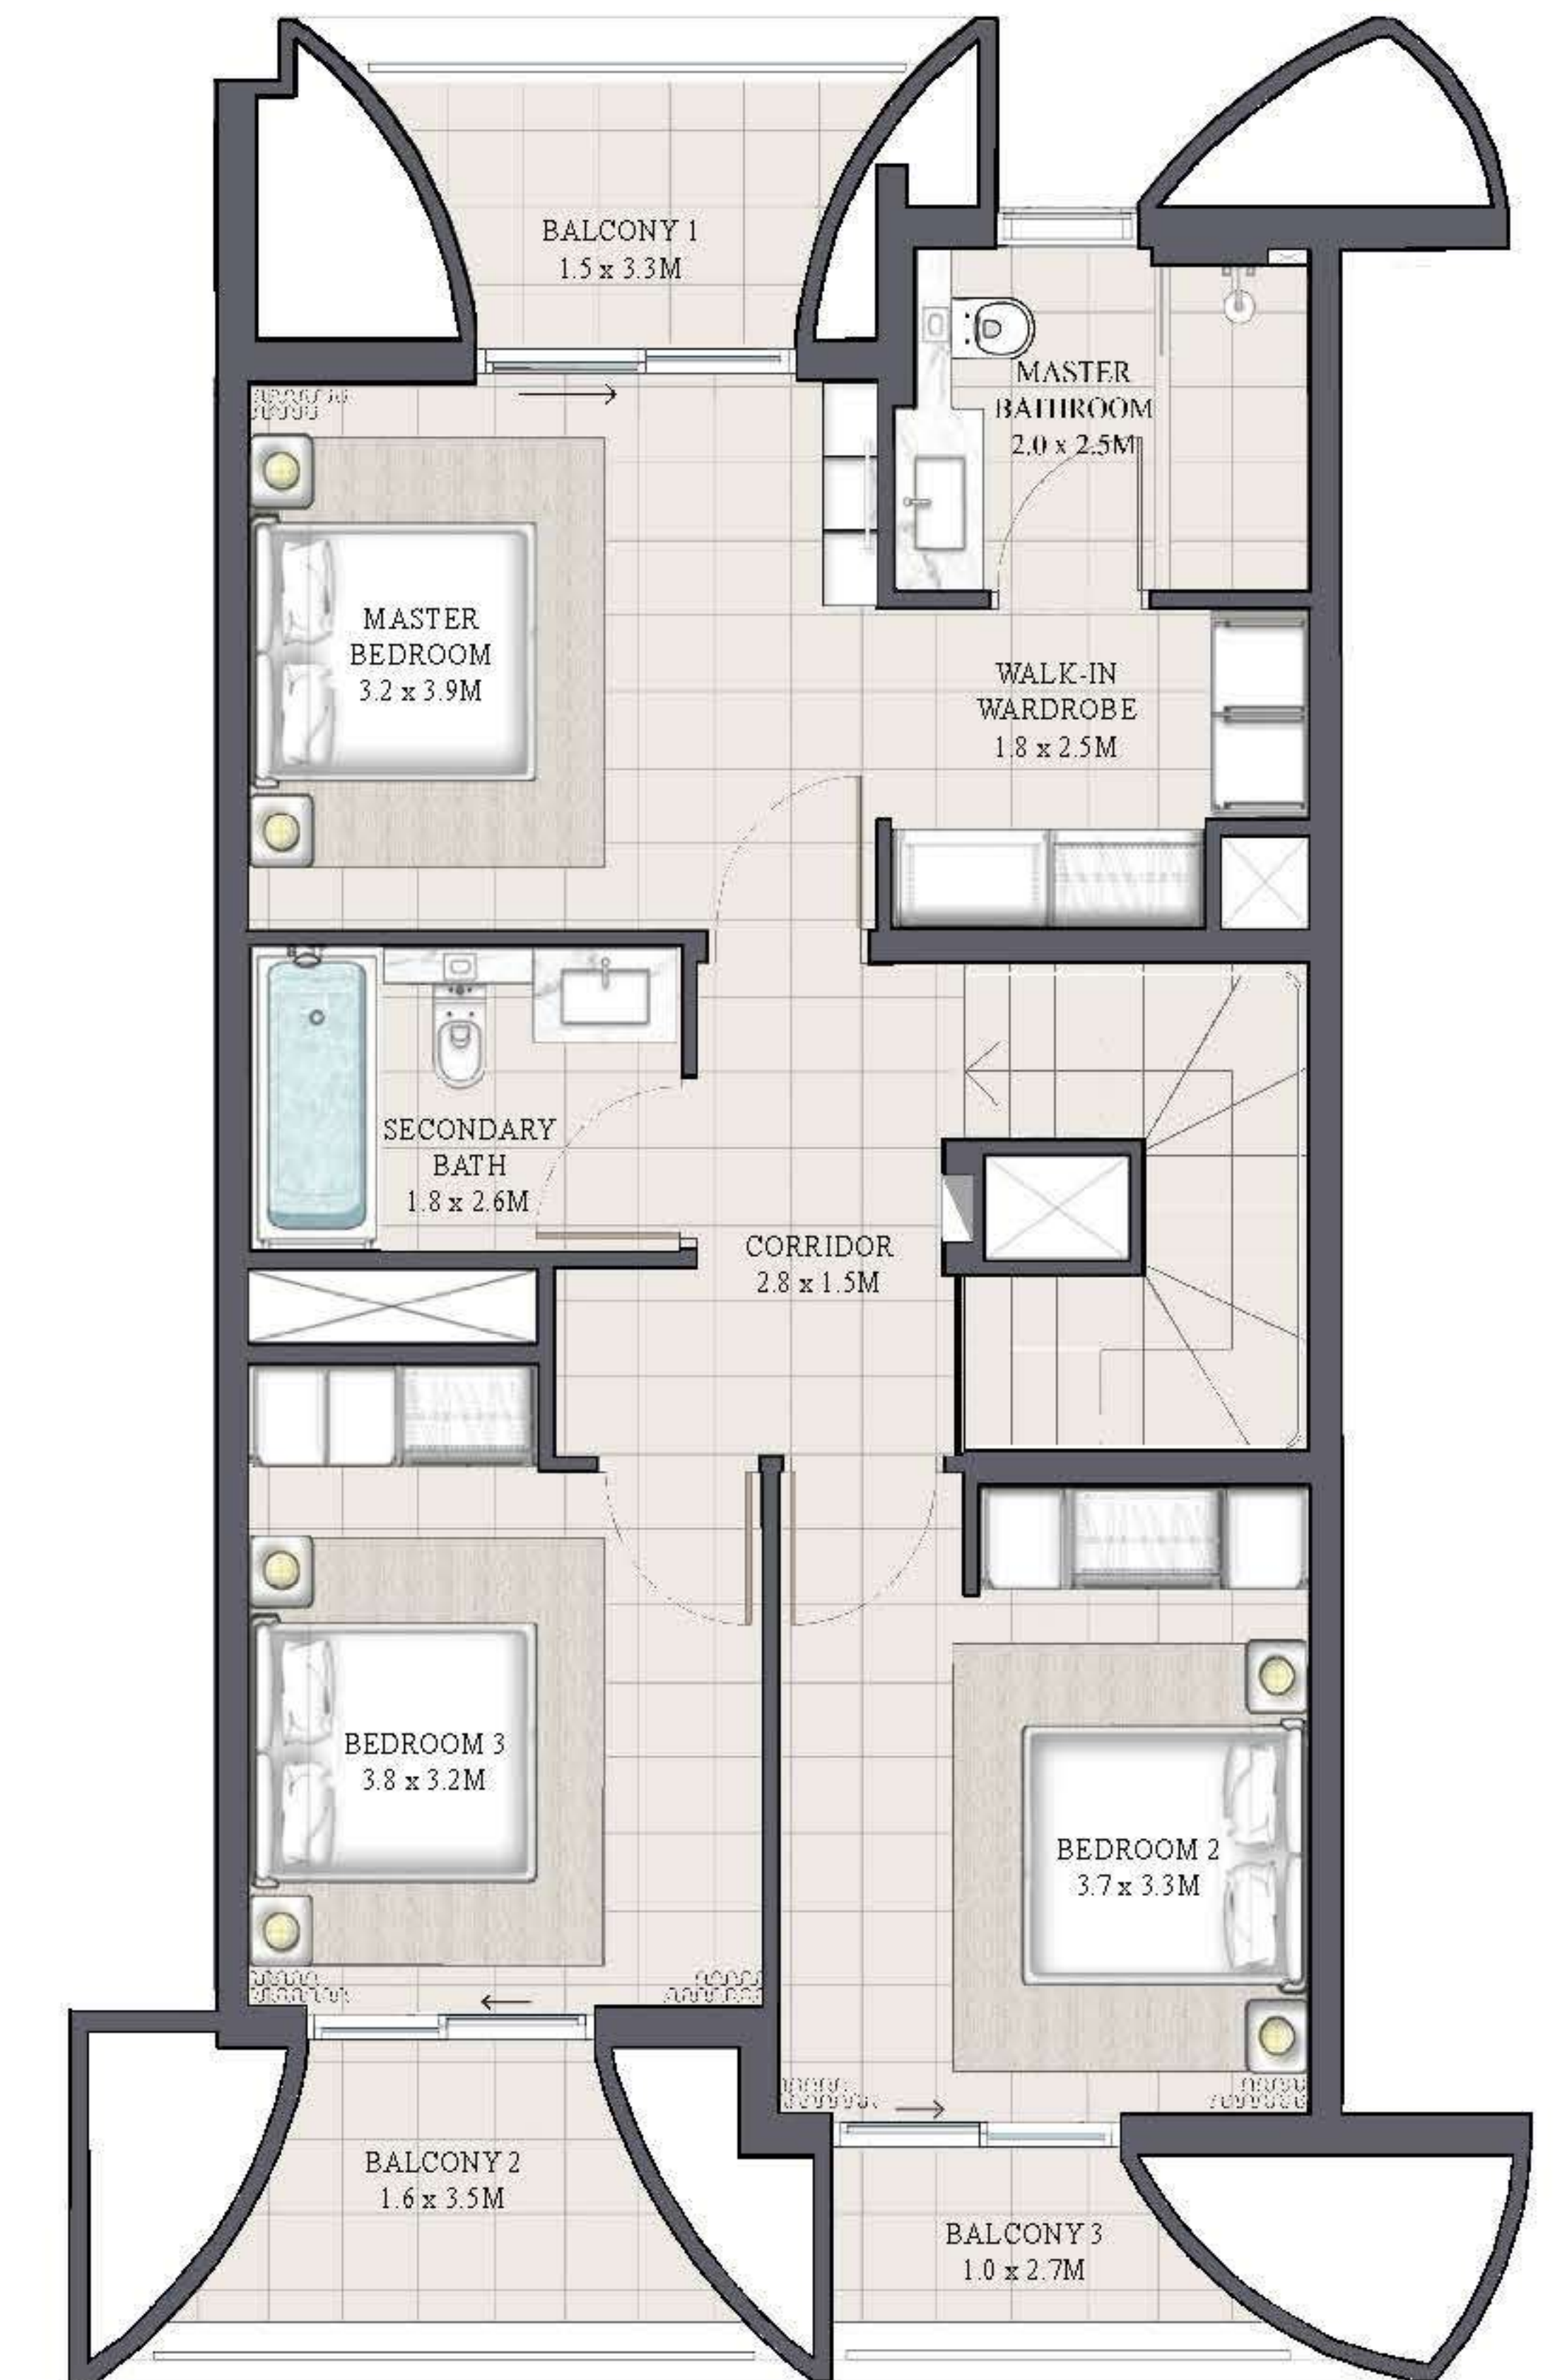 BALCONY 1
1.5 x 3.3M
MASTER
BATHROOM
2.0 x 2.5M
MASTER
BEDROOM
3.2 x 3.9M
WALK-IN
WARDROBE
1.8 x 2.5M
SECONDARY
BATH
1.8 x 2.6M
CORRIDOR
2.8 x 1.5M
BEDROOM 3
3.8 x 3.2M
BEDROOM 2
3.7 x 3.3M
BALCONY 2
1.6 x 3.5M
BALCONY 3
1.0 x 2.7M